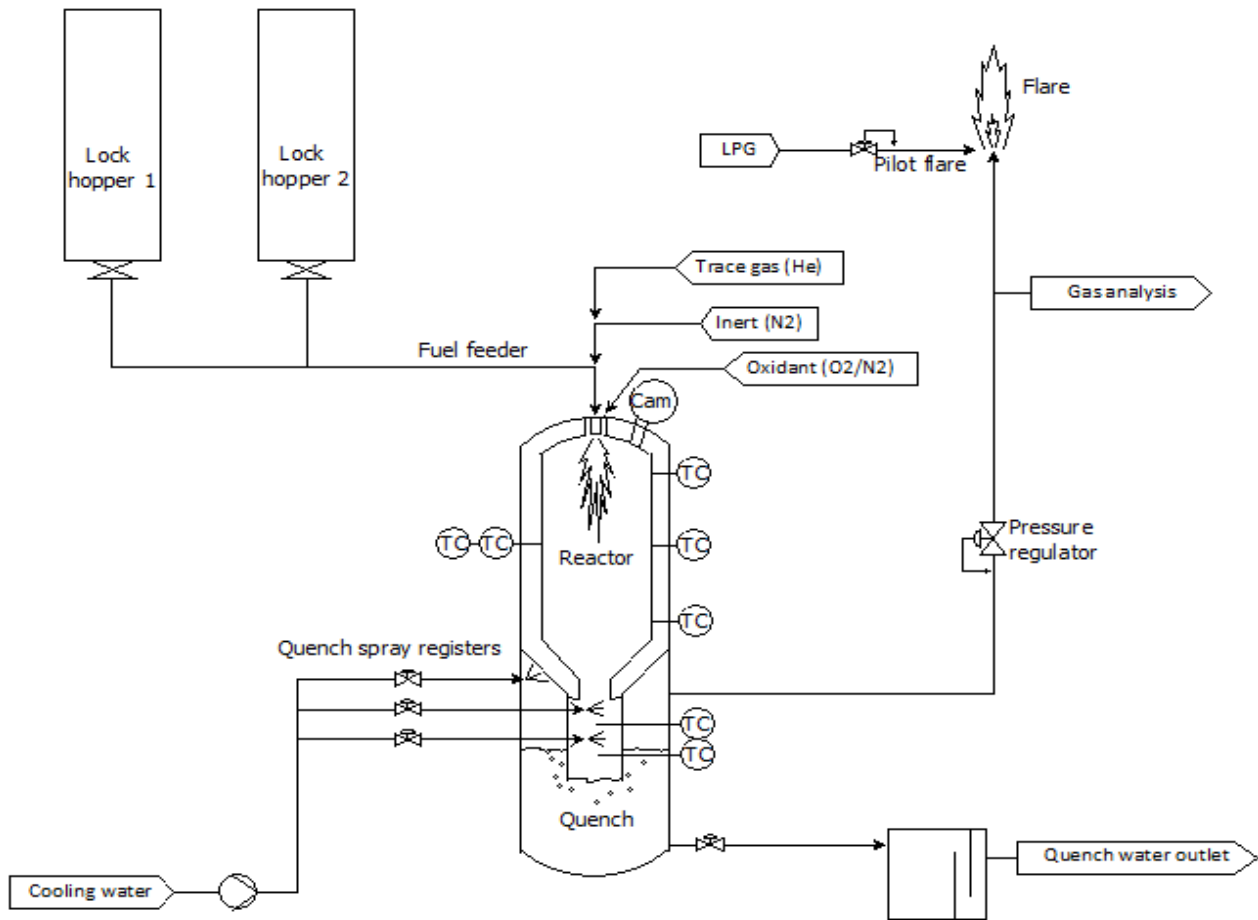 Lock
hopper 1
Lock
hopper 2
Flare
LPG
Pilot flare
Trace gas (He)
Gas analysis
Inert (N2)
Fuel feeder
Oxidant (O2/N2)
Cam
TC
TC
TC
TC
Reactor
Pressure
regulator
TC
Quench spray registers
TC
TC
Quench
Quench water outlet
Cooling water